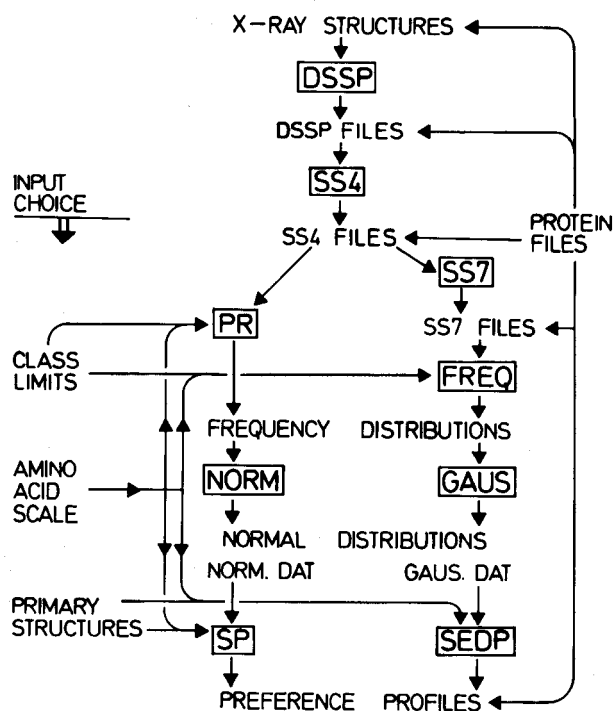 X-RAY STRUCTURES
DSSP
DSSP FILES
INPUT
CHOICE
SS4
SS4 FILES
PROTEIN
FILES
SS7
SS7 FILES
PR
CLASS
LIMITS
FREQ
FREQUENCY DISTRIBUTIONS
AMINO
ACID
SCALE
NORM
GAUS
NORMAL DISTRIBUTIONS
NORM. DAT
GAUS. DAT
PRIMARY
STRUCTURES
SP
SEDP
PREFERENCE PROFILES